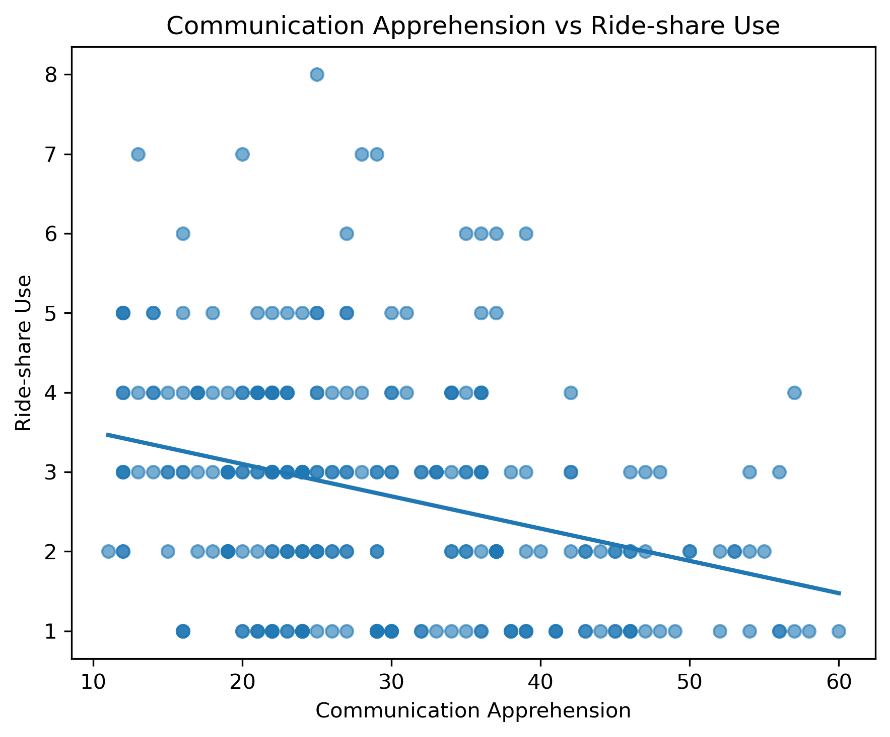 Communication Apprehension vs Ride-share Use
Ride-share Use
8
7
6
5
4
3
2
1
10 20 30 40 50 60
Communication Apprehension